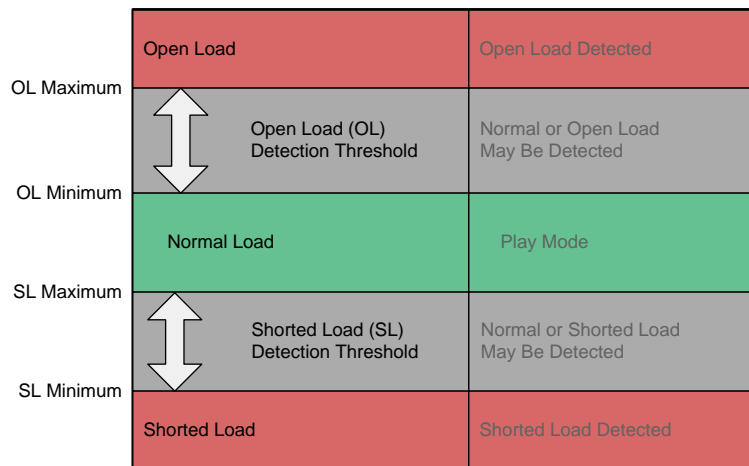 Open Load
Open Load Detected
OL Maximum
Open Load (OL)
Detection Threshold
Normal or Open Load
May Be Detected
OL Minimum
Normal Load
Play Mode
SL Maximum
Shorted Load (SL)
Detection Threshold
Normal or Shorted Load
May Be Detected
SL Minimum
Shorted Load
Shorted Load Detected